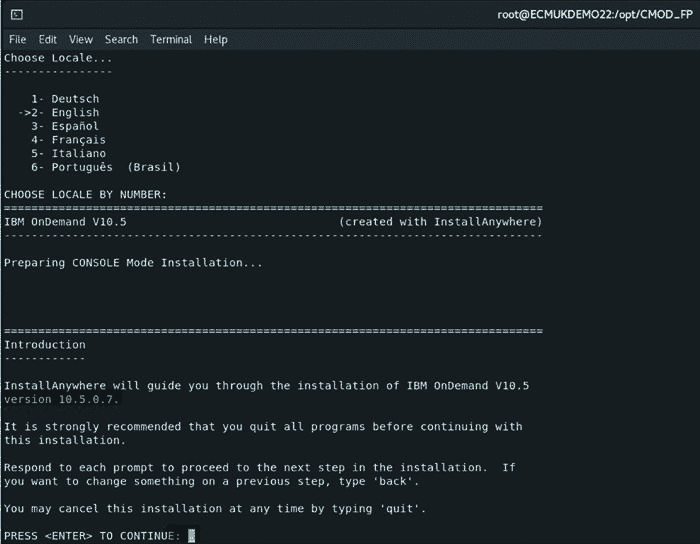 root@ECMUKDEMO22:/opt/CMOD_FP
File Edit View Search Terminal Help
Choose Locale...
----------------
1- Deutsch
->2- English
3- Español
4- Français
5- Italiano
6- Português (Brasil)
CHOOSE LOCALE BY NUMBER:
===============================================================================
IBM OnDemand V10.5 (created with InstallAnywhere)
-------------------------------------------------------------------------------
Preparing CONSOLE Mode Installation...
===============================================================================
Introduction
------------
InstallAnywhere will guide you through the installation of IBM OnDemand V10.5
version 10.5.0.7.
It is strongly recommended that you quit all programs before continuing with
this installation.
Respond to each prompt to proceed to the next step in the installation. If
you want to change something on a previous step, type 'back'.
You may cancel this installation at any time by typing 'quit'.
PRESS <ENTER> TO CONTINUE: